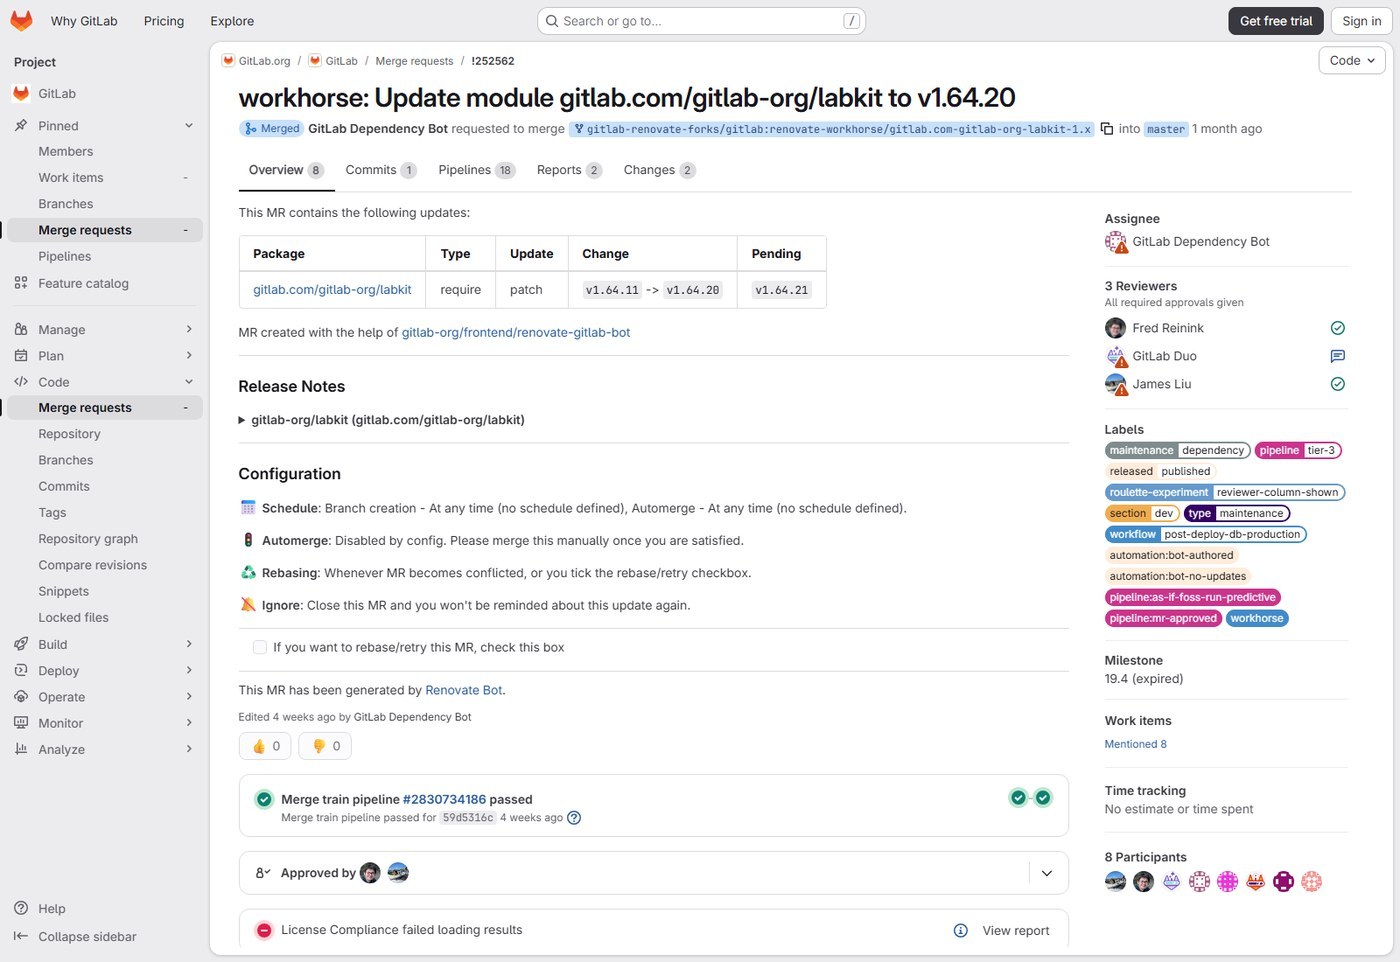 Why GitLab Pricing Explore Search or go to... / Get free trial Sign in
Project
GitLab
Pinned
Members
Work items -
Branches
Merge requests -
Pipelines
Feature catalog
Manage
Plan
Code
Merge requests -
Repository
Branches
Commits
Tags
Repository graph
Compare revisions
Snippets
Locked files
Build
Deploy
Operate
Monitor
Analyze
Help
Collapse sidebar
GitLab.org / GitLab / Merge requests / !252562
Code
workhorse: Update module gitlab.com/gitlab-org/labkit to v1.64.20
Merged GitLab Dependency Bot requested to merge gitlab-renovate-forks/gitlab:renovate-workhorse/gitlab.com-gitlab-org-labkit-1.x into master 1 month ago
Overview 8 Commits 1 Pipelines 18 Reports 2 Changes 2
This MR contains the following updates:
Package Type Update Change Pending
gitlab.com/gitlab-org/labkit require patch v1.64.11 -> v1.64.20 v1.64.21
MR created with the help of gitlab-org/frontend/renovate-gitlab-bot
Release Notes
gitlab-org/labkit (gitlab.com/gitlab-org/labkit)
Configuration
Schedule: Branch creation - At any time (no schedule defined), Automerge - At any time (no schedule defined).
Automerge: Disabled by config. Please merge this manually once you are satisfied.
Rebasing: Whenever MR becomes conflicted, or you tick the rebase/retry checkbox.
Ignore: Close this MR and you won't be reminded about this update again.
If you want to rebase/retry this MR, check this box
This MR has been generated by Renovate Bot.
Edited 4 weeks ago by GitLab Dependency Bot
0 0
Merge train pipeline #2830734186 passed
Merge train pipeline passed for 59d5316c 4 weeks ago
Approved by
License Compliance failed loading results View report
Assignee
GitLab Dependency Bot
3 Reviewers
All required approvals given
Fred Reinink
GitLab Duo
James Liu
Labels
maintenance dependency pipeline tier-3
released published
roulette-experiment reviewer-column-shown
section dev type maintenance
workflow post-deploy-db-production
automation:bot-authored
automation:bot-no-updates
pipeline:as-if-foss-run-predictive
pipeline:mr-approved workhorse
Milestone
19.4 (expired)
Work items
Mentioned 8
Time tracking
No estimate or time spent
8 Participants